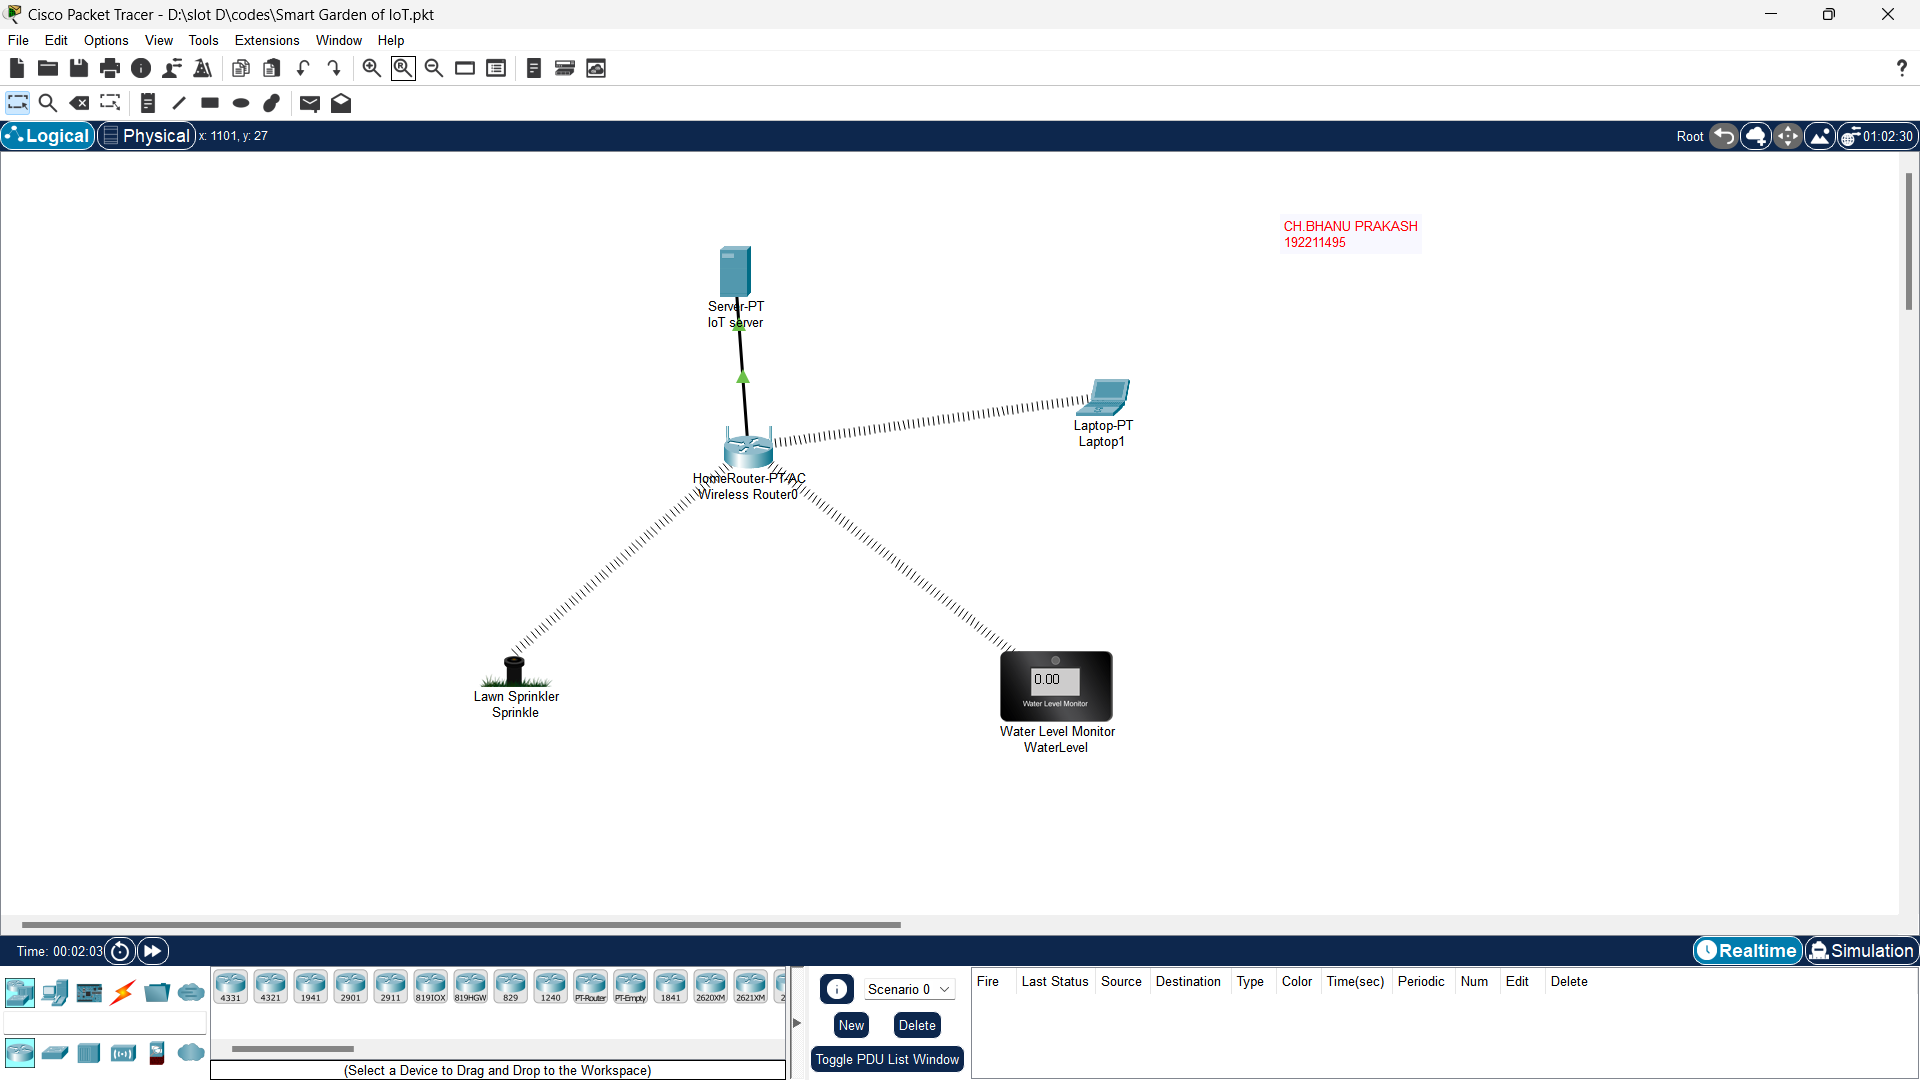 Cisco Packet Tracer - D:\slot D\codes\Smart Garden of IoT.pkt
File Edit Options View Tools Extensions Window Help
Logical Physical x: 1101, y: 27 Root 01:02:30
CH.BHANU PRAKASH
192211495
Server-PT
IoT server
Laptop-PT
Laptop1
HomeRouter-PT-AC
Wireless Router0
Lawn Sprinkler
Sprinkle
0.00
Water Level Monitor
Water Level Monitor
WaterLevel
Time: 00:02:03 Realtime Simulation
4331 4321 1941 2901 2911 819IOX 819HGW 829 1240 PT-Router PT-Empty 1841 2620XM 2621XM 2
Scenario 0
New Delete
Toggle PDU List Window
Fire Last Status Source Destination Type Color Time(sec) Periodic Num Edit Delete
(Select a Device to Drag and Drop to the Workspace)